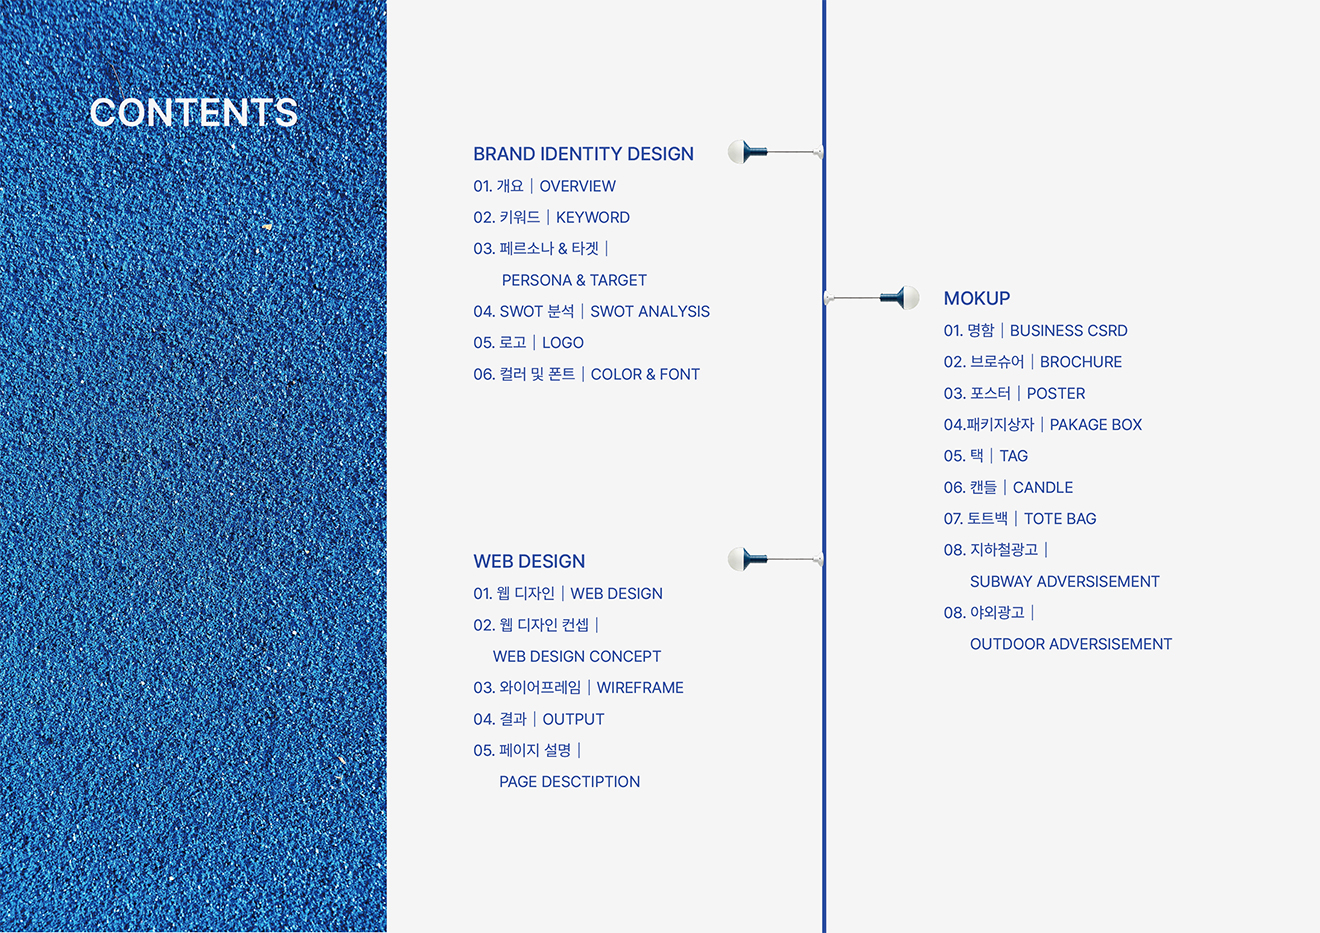 CONTENTS
BRAND IDENTITY DESIGN
01. 개요 | OVERVIEW
02. 키워드 | KEYWORD
03. 페르소나 & 타겟 |
PERSONA & TARGET
04. SWOT 분석 | SWOT ANALYSIS
05. 로고 | LOGO
06. 컬러 및 폰트 | COLOR & FONT
WEB DESIGN
01. 웹 디자인 | WEB DESIGN
02. 웹 디자인 컨셉 |
WEB DESIGN CONCEPT
03. 와이어프레임 | WIREFRAME
04. 결과 | OUTPUT
05. 페이지 설명 |
PAGE DESCTIPTION
MOKUP
01. 명함 | BUSINESS CSRD
02. 브로슈어 | BROCHURE
03. 포스터 | POSTER
04.패키지상자 | PAKAGE BOX
05. 택 | TAG
06. 캔들 | CANDLE
07. 토트백 | TOTE BAG
08. 지하철광고 |
SUBWAY ADVERSISEMENT
08. 야외광고 |
OUTDOOR ADVERSISEMENT